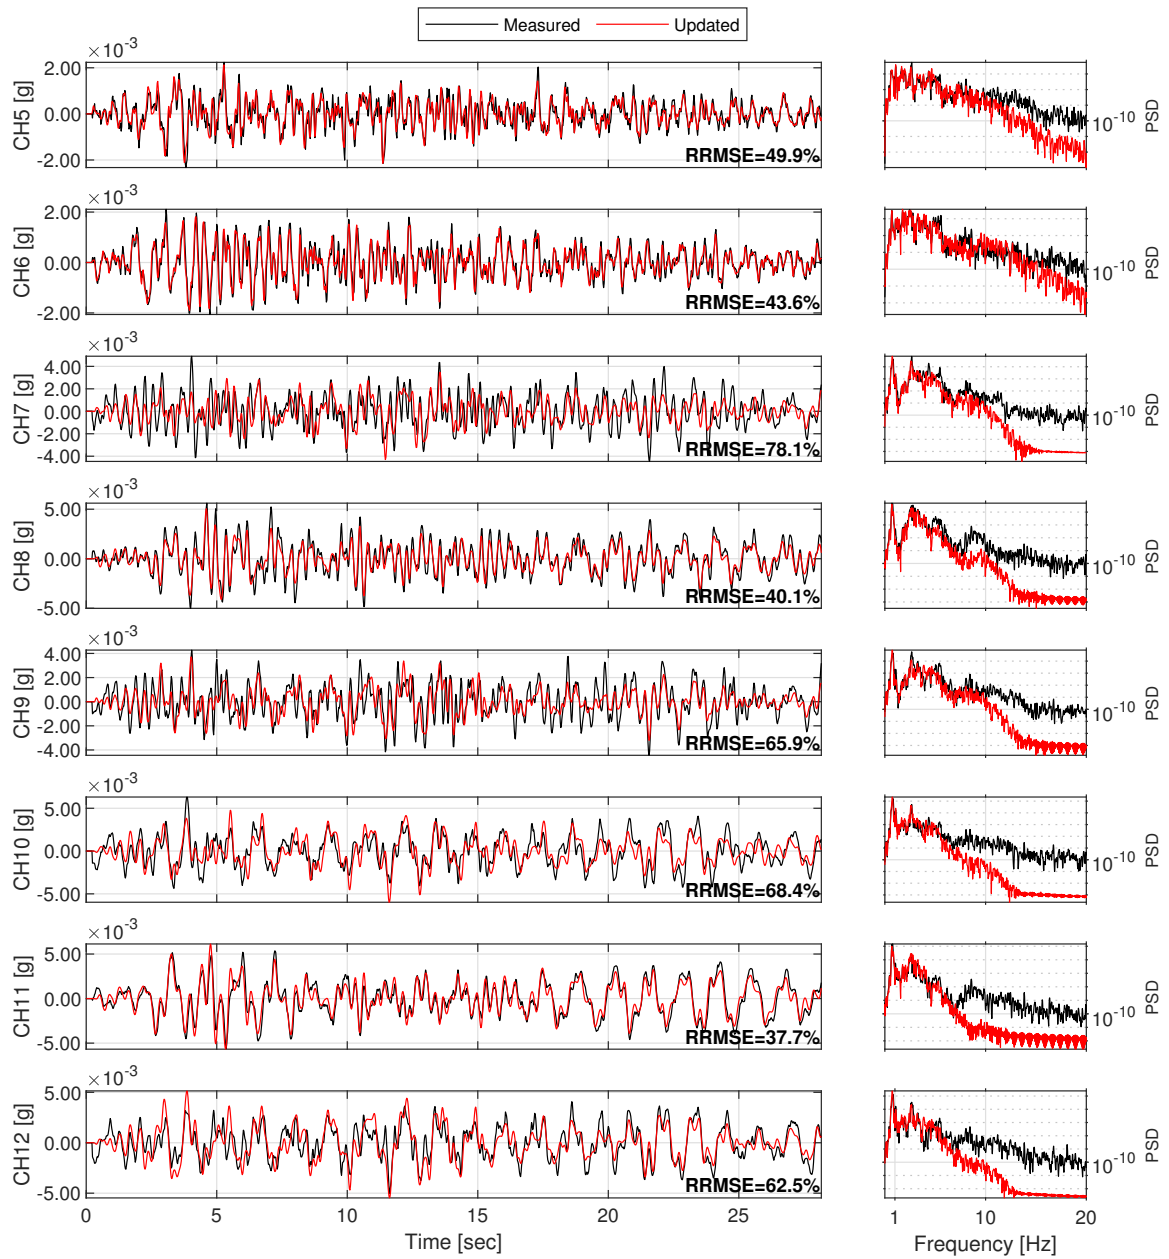 Measured Updated
×10⁻³
CH5 [g]
2.00
0.00
-2.00
RRMSE=49.9%
10⁻¹⁰
PSD
×10⁻³
CH6 [g]
2.00
0.00
-2.00
RRMSE=43.6%
10⁻¹⁰
PSD
×10⁻³
CH7 [g]
4.00
2.00
0.00
-2.00
-4.00
RRMSE=78.1%
10⁻¹⁰
PSD
×10⁻³
CH8 [g]
5.00
0.00
-5.00
RRMSE=40.1%
10⁻¹⁰
PSD
×10⁻³
CH9 [g]
4.00
2.00
0.00
-2.00
-4.00
RRMSE=65.9%
10⁻¹⁰
PSD
×10⁻³
CH10 [g]
5.00
0.00
-5.00
RRMSE=68.4%
10⁻¹⁰
PSD
×10⁻³
CH11 [g]
5.00
0.00
-5.00
RRMSE=37.7%
10⁻¹⁰
PSD
×10⁻³
CH12 [g]
5.00
0.00
-5.00
RRMSE=62.5%
10⁻¹⁰
PSD
0 5 10 15 20 25
Time [sec]
1 10 20
Frequency [Hz]